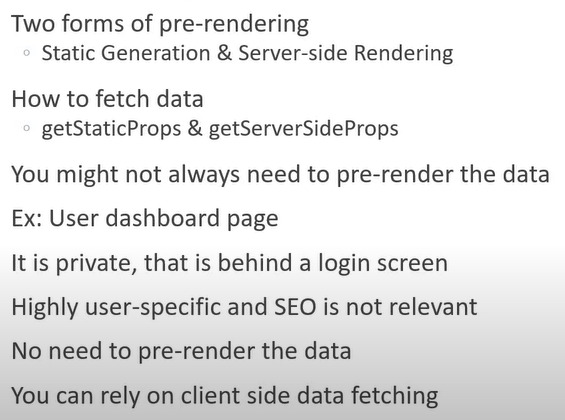 Two forms of pre-rendering
◦ Static Generation & Server-side Rendering
How to fetch data
◦ getStaticProps & getServerSideProps
You might not always need to pre-render the data
Ex: User dashboard page
It is private, that is behind a login screen
Highly user-specific and SEO is not relevant
No need to pre-render the data
You can rely on client side data fetching